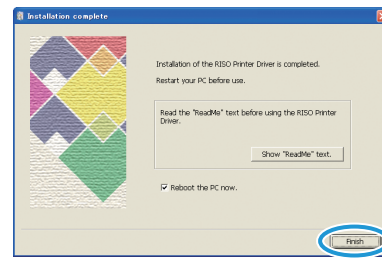 Installation complete
Installation of the RISO Printer Driver is completed.
Restart your PC before use.
Read the "ReadMe" text before using the RISO Printer
Driver.
Show "ReadMe" text.
Reboot the PC now.
Finish